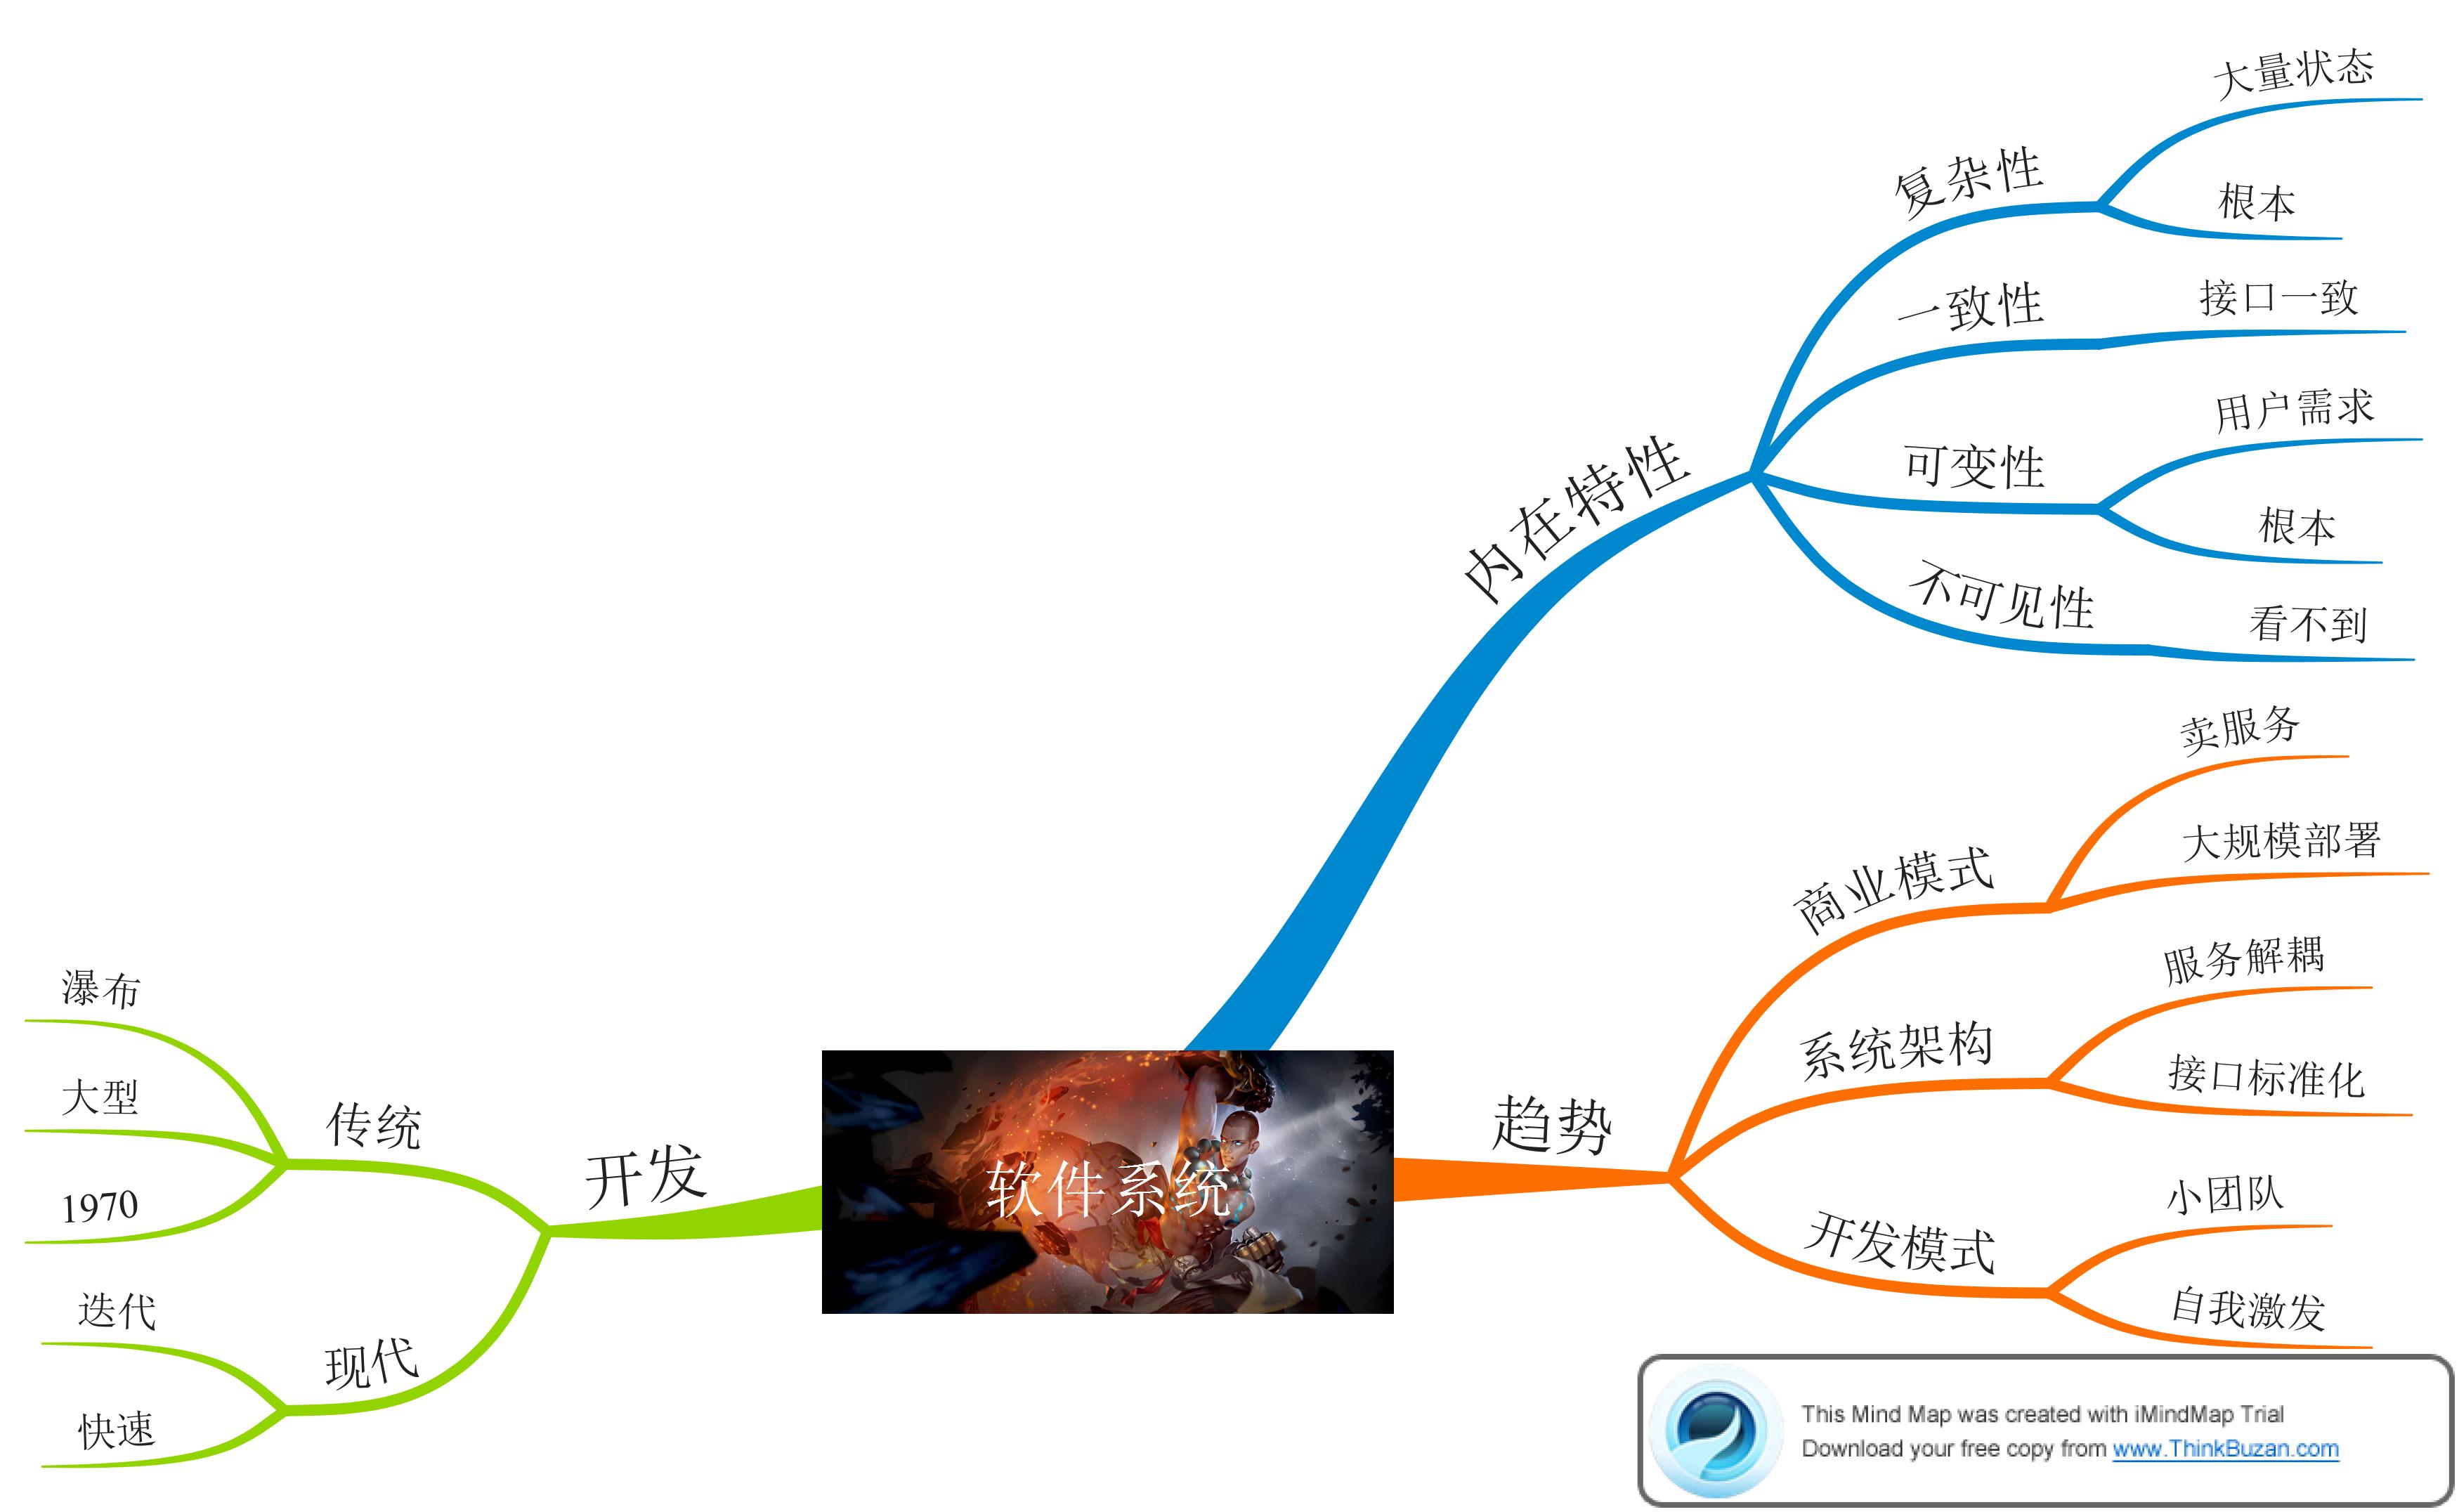 软件系统
内在特性
复杂性
大量状态
根本
一致性
接口一致
可变性
用户需求
根本
不可见性
看不到
趋势
商业模式
卖服务
大规模部署
系统架构
服务解耦
接口标准化
开发模式
小团队
自我激发
开发
传统
瀑布
大型
1970
现代
迭代
快速
This Mind Map was created with iMindMap Trial
Download your free copy from www.ThinkBuzan.com